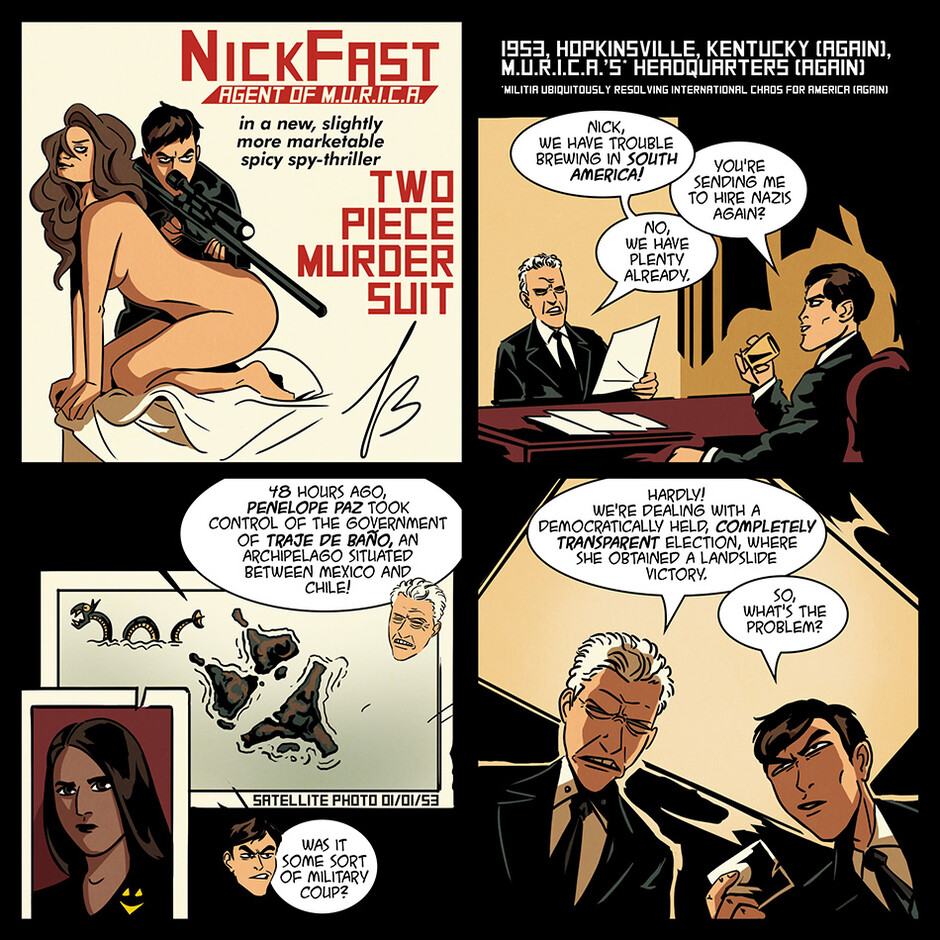 NICKFAST
AGENT OF M.U.R.I.C.A.
in a new, slightly
more marketable
spicy spy-thriller
TWO
PIECE
MURDER
SUIT
1953, HOPKINSVILLE, KENTUCKY (AGAIN),
M.U.R.I.C.A.'S* HEADQUARTERS (AGAIN)
*MILITIA UBIQUITOUSLY RESOLVING INTERNATIONAL CHAOS FOR AMERICA (AGAIN)
NICK,
WE HAVE TROUBLE
BREWING IN SOUTH
AMERICA!
YOU'RE
SENDING ME
TO HIRE NAZIS
AGAIN?
NO,
WE HAVE
PLENTY
ALREADY.
48 HOURS AGO,
PENELOPE PAZ TOOK
CONTROL OF THE GOVERNMENT
OF TRAJE DE BAÑO, AN
ARCHIPELAGO SITUATED
BETWEEN MEXICO AND
CHILE!
SATELLITE PHOTO 01/01/53
WAS IT
SOME SORT
OF MILITARY
COUP?
HARDLY!
WE'RE DEALING WITH A
DEMOCRATICALLY HELD, COMPLETELY
TRANSPARENT ELECTION, WHERE
SHE OBTAINED A LANDSLIDE
VICTORY.
SO,
WHAT'S THE
PROBLEM?